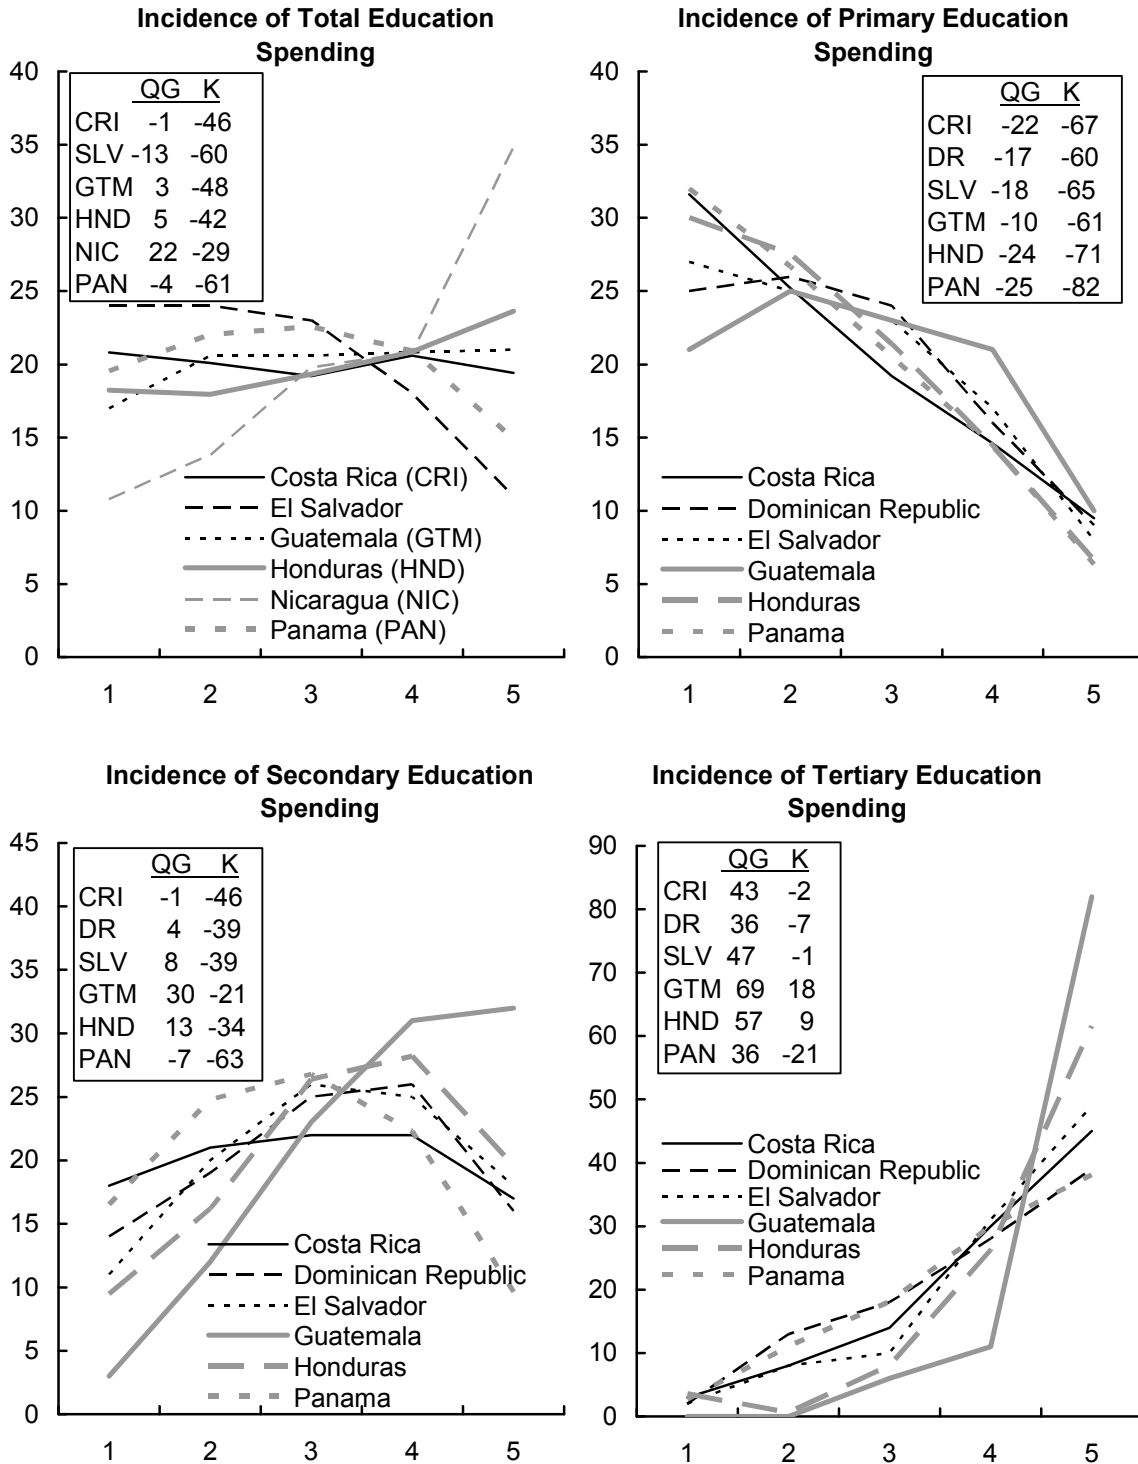 Incidence of Total Education
Spending
40
35
30
25
20
15
10
5
0
QG K
CRI -1 -46
SLV -13 -60
GTM 3 -48
HND 5 -42
NIC 22 -29
PAN -4 -61
Costa Rica (CRI)
El Salvador
Guatemala (GTM)
Honduras (HND)
Nicaragua (NIC)
Panama (PAN)
1 2 3 4 5
Incidence of Primary Education
Spending
40
35
30
25
20
15
10
5
0
QG K
CRI -22 -67
DR -17 -60
SLV -18 -65
GTM -10 -61
HND -24 -71
PAN -25 -82
Costa Rica
Dominican Republic
El Salvador
Guatemala
Honduras
Panama
1 2 3 4 5
Incidence of Secondary Education
Spending
45
40
35
30
25
20
15
10
5
0
QG K
CRI -1 -46
DR 4 -39
SLV 8 -39
GTM 30 -21
HND 13 -34
PAN -7 -63
Costa Rica
Dominican Republic
El Salvador
Guatemala
Honduras
Panama
1 2 3 4 5
Incidence of Tertiary Education
Spending
90
80
70
60
50
40
30
20
10
0
QG K
CRI 43 -2
DR 36 -7
SLV 47 -1
GTM 69 18
HND 57 9
PAN 36 -21
Costa Rica
Dominican Republic
El Salvador
Guatemala
Honduras
Panama
1 2 3 4 5